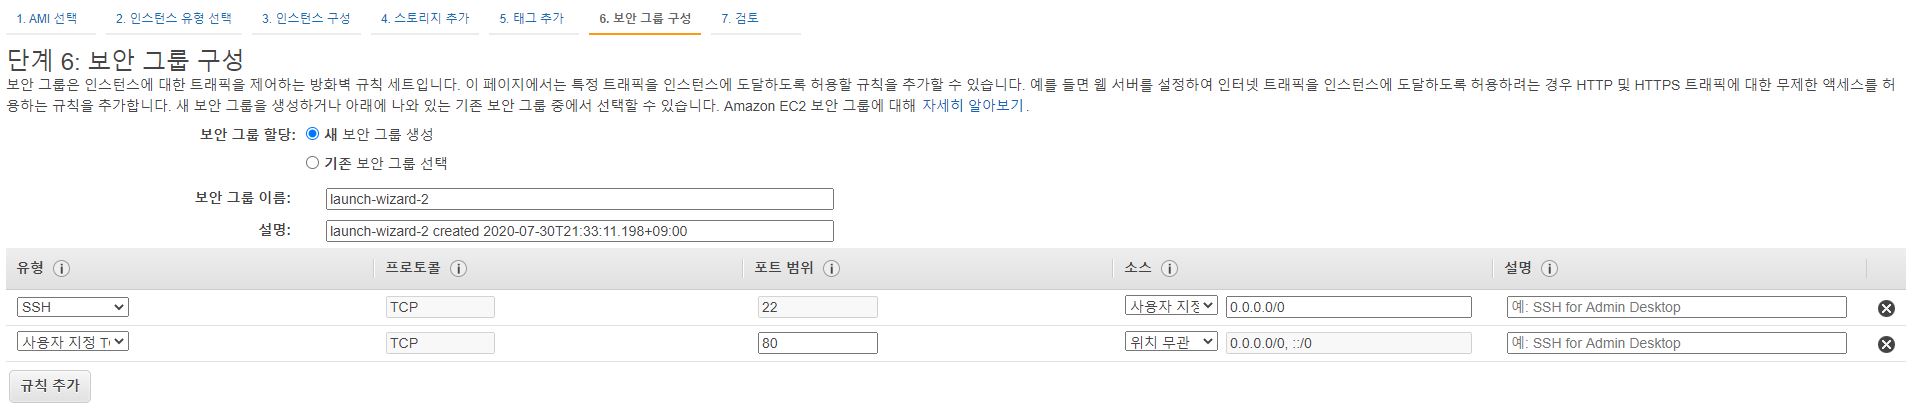 1. AMI 선택 2. 인스턴스 유형 선택 3. 인스턴스 구성 4. 스토리지 추가 5. 태그 추가 6. 보안 그룹 구성 7. 검토
단계 6: 보안 그룹 구성
보안 그룹은 인스턴스에 대한 트래픽을 제어하는 방화벽 규칙 세트입니다. 이 페이지에서는 특정 트래픽을 인스턴스에 도달하도록 허용할 규칙을 추가할 수 있습니다. 예를 들면 웹 서버를 설정하여 인터넷 트래픽을 인스턴스에 도달하도록 허용하려는 경우 HTTP 및 HTTPS 트래픽에 대한 무제한 액세스를 허
용하는 규칙을 추가합니다. 새 보안 그룹을 생성하거나 아래에 나와 있는 기존 보안 그룹 중에서 선택할 수 있습니다. Amazon EC2 보안 그룹에 대해 자세히 알아보기.
보안 그룹 할당: 새 보안 그룹 생성
기존 보안 그룹 선택
보안 그룹 이름: launch-wizard-2
설명: launch-wizard-2 created 2020-07-30T21:33:11.198+09:00
유형 i 프로토콜 i 포트 범위 i 소스 i 설명 i
SSH TCP 22 사용자 지정 0.0.0.0/0 예: SSH for Admin Desktop
사용자 지정 TC TCP 80 위치 무관 0.0.0.0/0, ::/0 예: SSH for Admin Desktop
규칙 추가